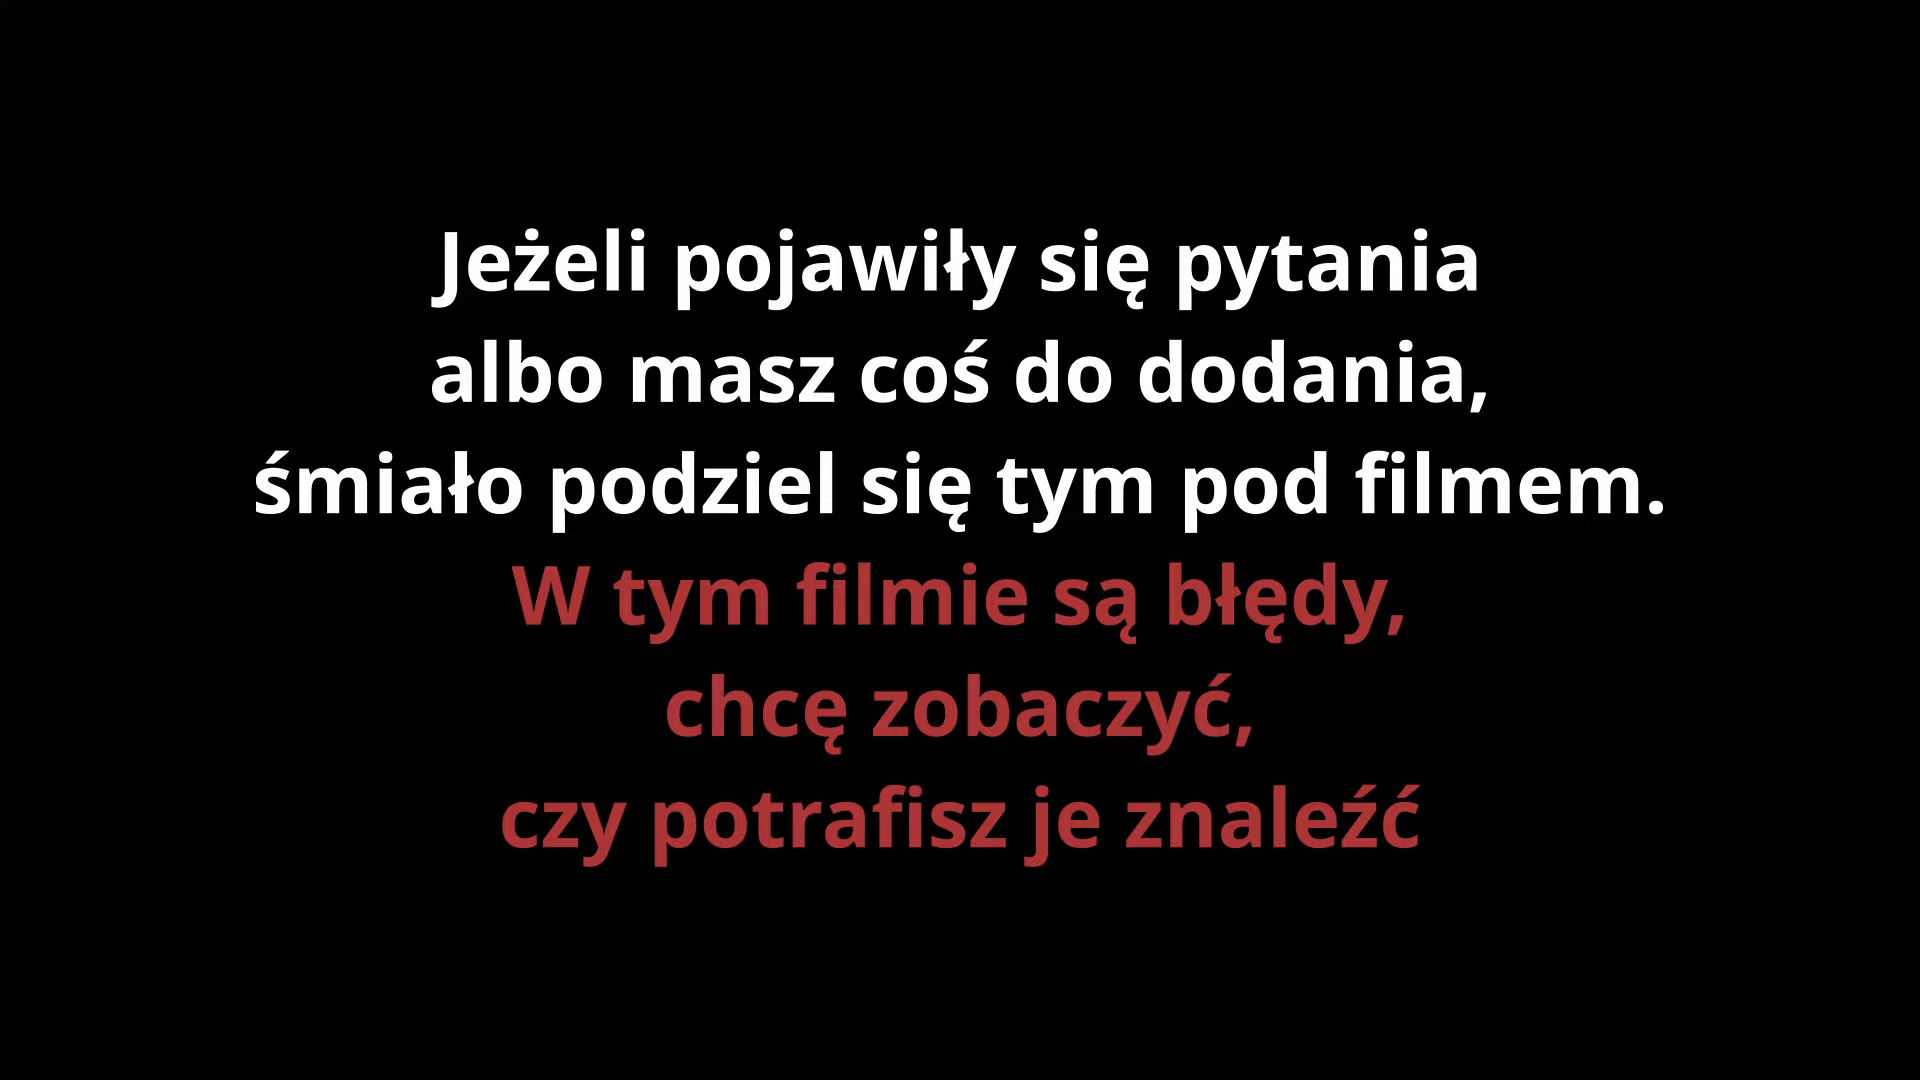 Jeżeli pojawiły się pytania
albo masz coś do dodania,
śmiało podziel się tym pod filmem.
W tym filmie są błędy,
chcę zobaczyć,
czy potrafisz je znaleźć